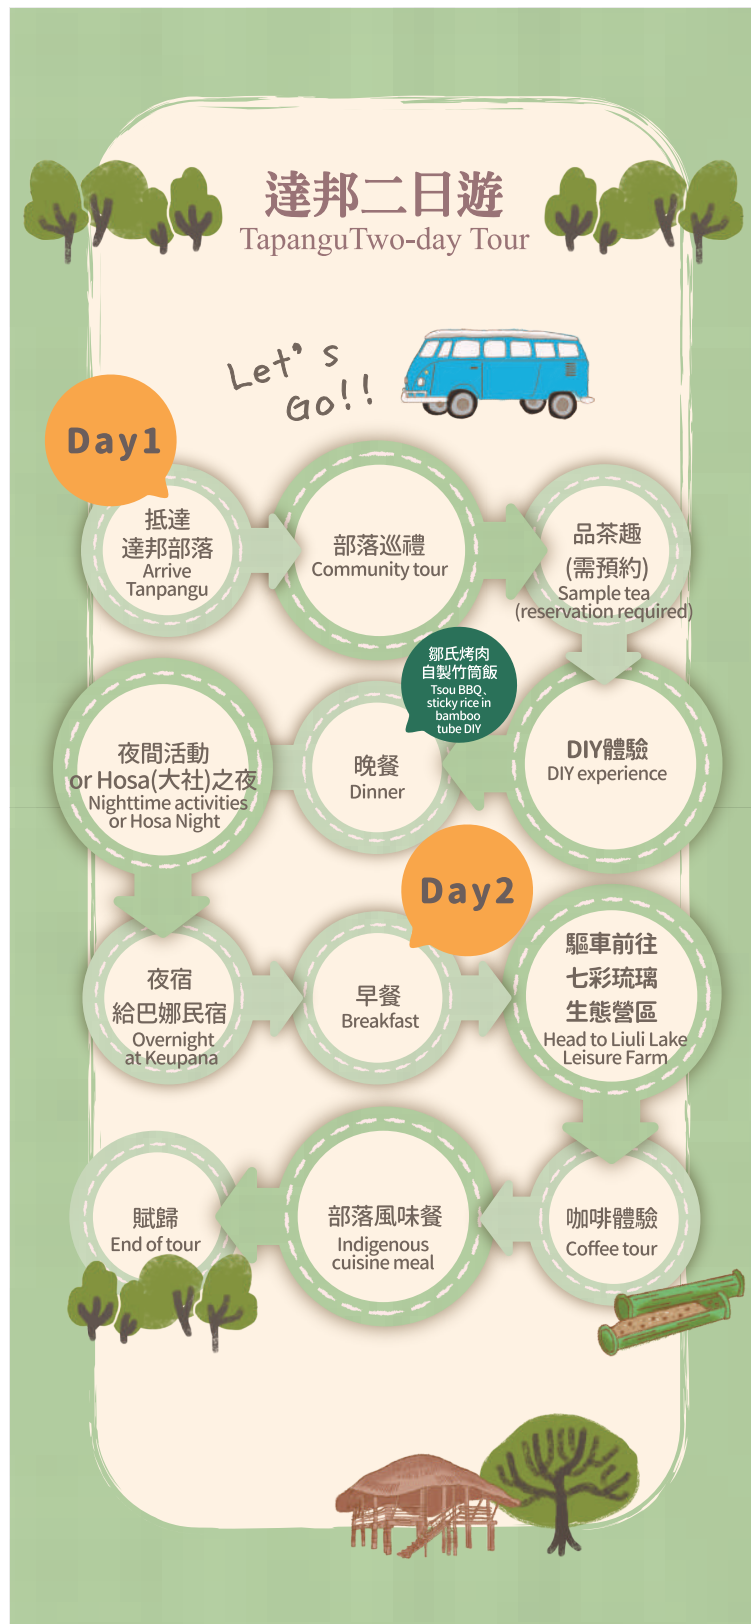 達邦二日遊
TapanguTwo-day Tour
Let's
Go!!
Day1
抵達
達邦部落
Arrive
Tanpangu
部落巡禮
Community tour
品茶趣
(需預約)
Sample tea
(reservation required)
DIY體驗
DIY experience
鄒氏烤肉
自製竹筒飯
Tsou BBQ、
sticky rice in
bamboo
tube DIY
晚餐
Dinner
夜間活動
or Hosa(大社)之夜
Nighttime activities
or Hosa Night
夜宿
給巴娜民宿
Overnight
at Keupana
Day2
早餐
Breakfast
驅車前往
七彩琉璃
生態營區
Head to Liuli Lake
Leisure Farm
咖啡體驗
Coffee tour
部落風味餐
Indigenous
cuisine meal
賦歸
End of tour